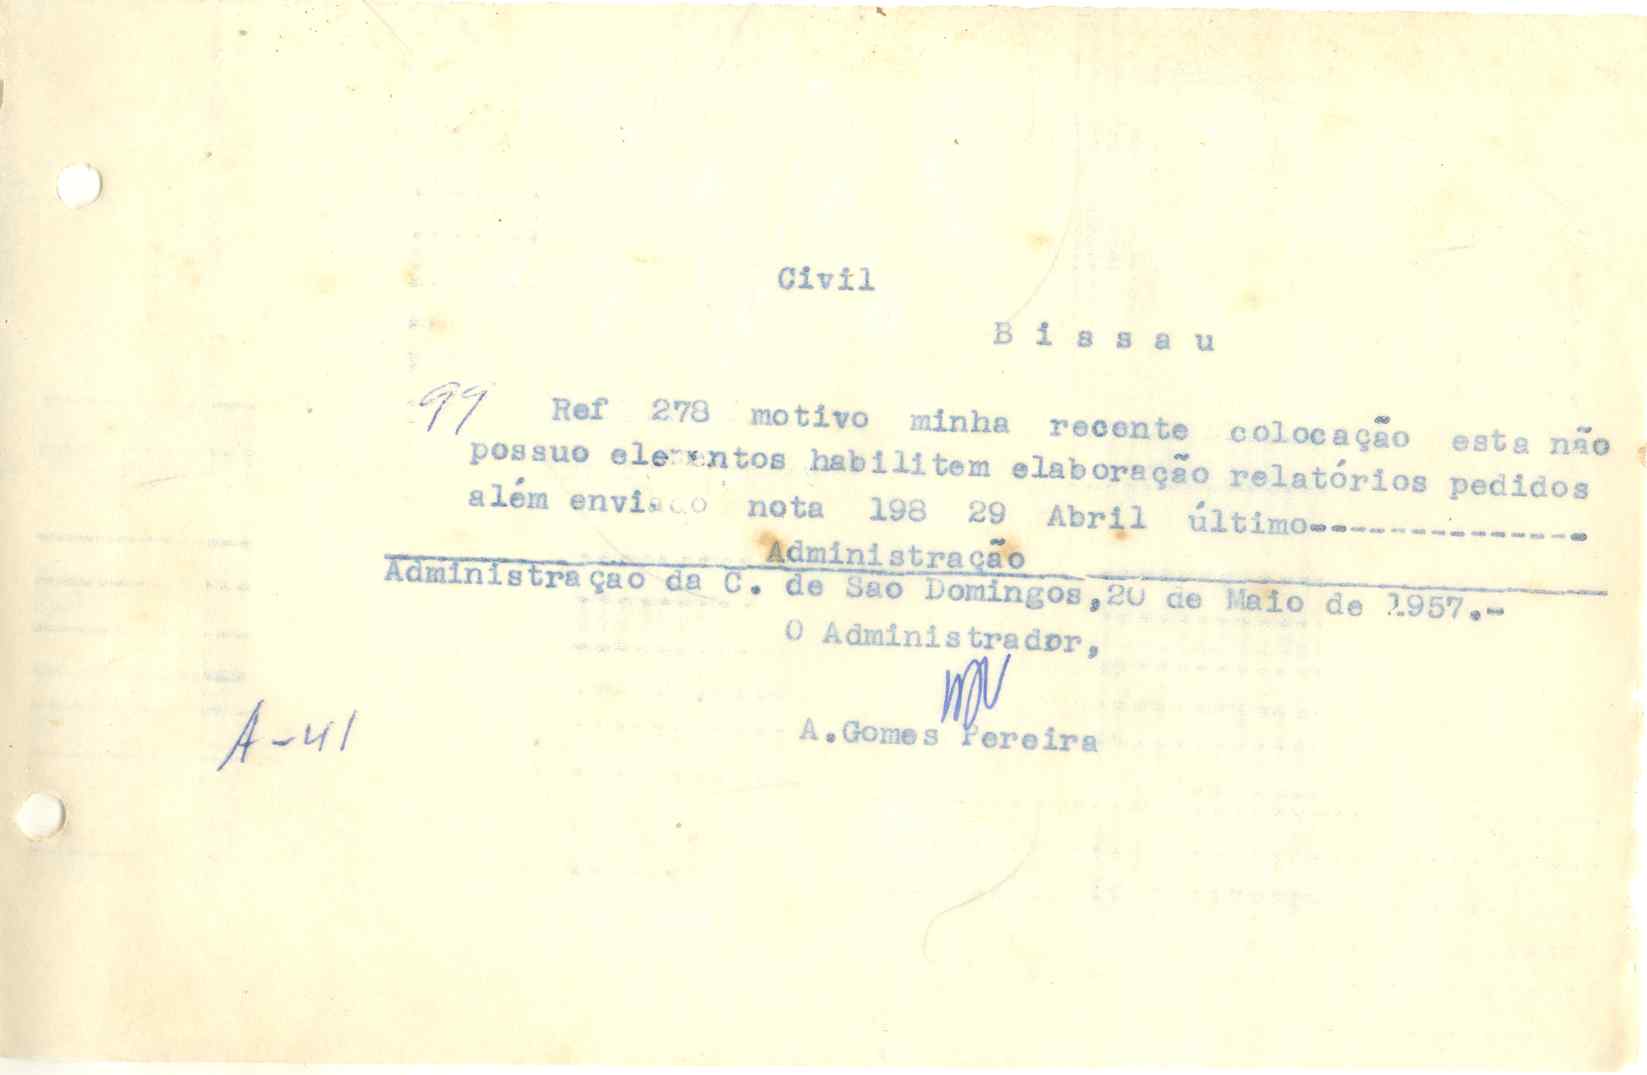 Civil
B i s s a u
99 Ref 278 motivo minha recente colocação esta não
possuo elementos habilitem elaboração relatórios pedidos
além enviado nota 198 29 Abril último---------------
Administração
Administraçao da C. de Sao Domingos,20 de Maio de 1957.-
O Administrador,
A.Gomes Pereira
A-41